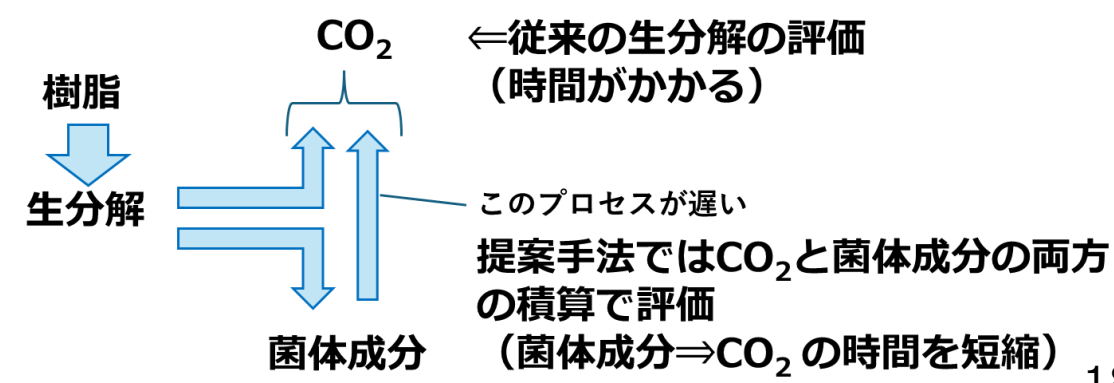 CO₂
⇐従来の生分解の評価
（時間がかかる）
樹脂
生分解
このプロセスが遅い
提案手法ではCO₂と菌体成分の両方
の積算で評価
菌体成分
（菌体成分⇒CO₂ の時間を短縮）